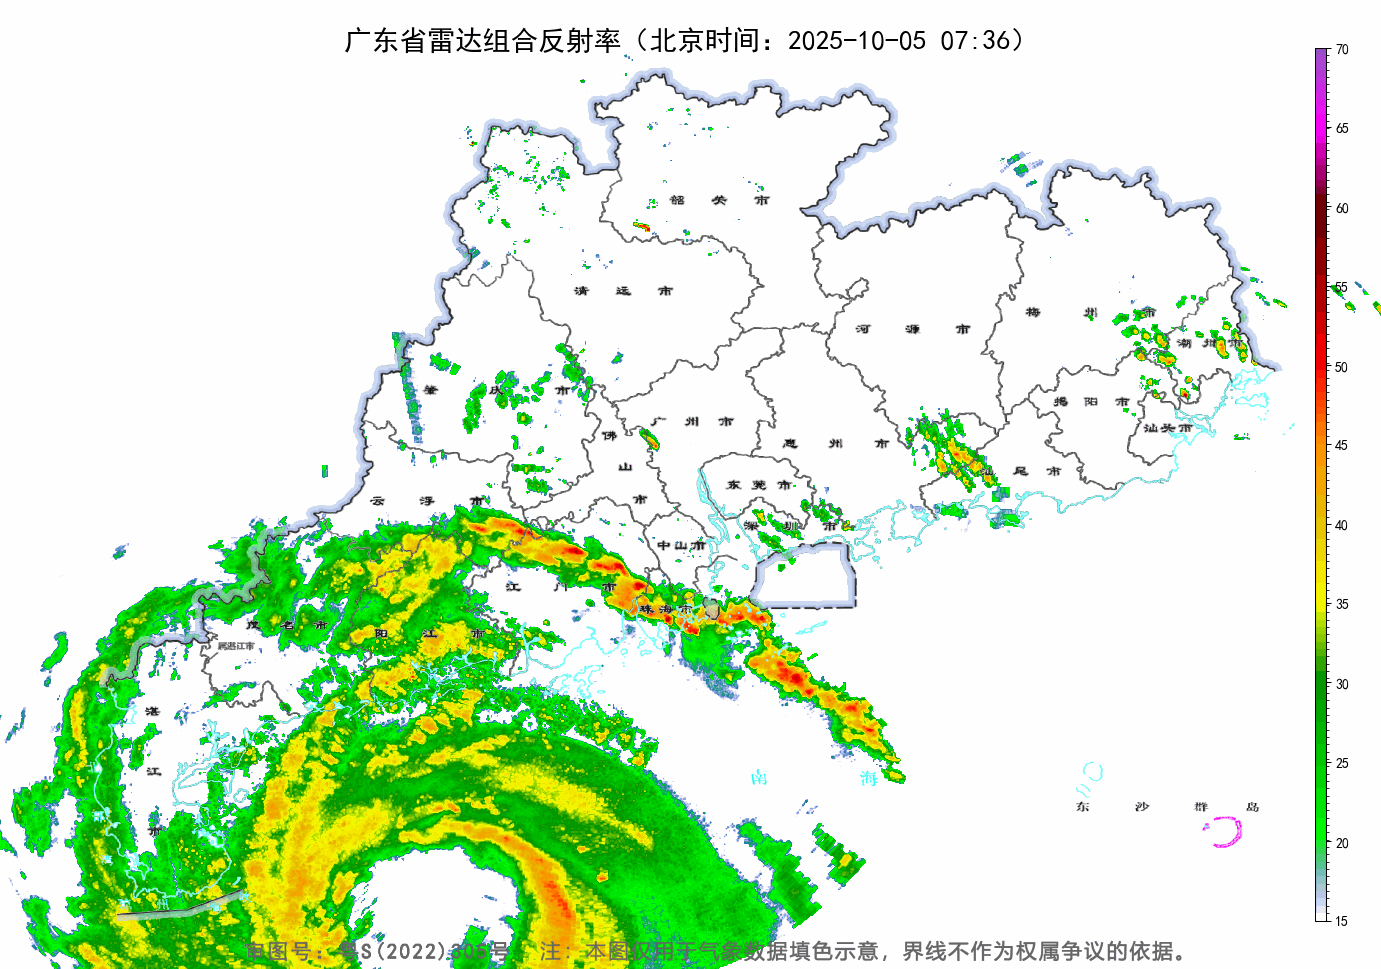 广东省雷达组合反射率（北京时间：2025-10-05 07:36）
70
65
60
55
50
45
40
35
30
25
20
15
韶关市
清远市
河源市
梅州市
潮州市
肇庆市
揭阳市
汕头市
广州市
佛山市
惠州市
汕尾市
东莞市
云浮市
深圳市
中山市
江门市
珠海市
茂名市
阳江市
属湛江市
湛江市
南海
东沙群岛
州
审图号：粤S(2022)305号 注：本图仅用于气象数据填色示意，界线不作为权属争议的依据。